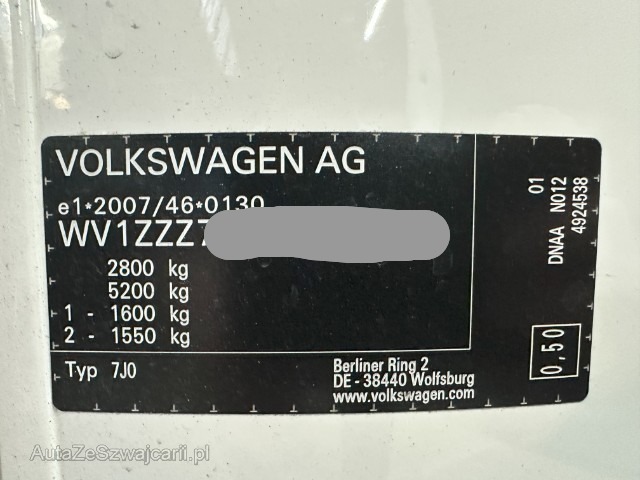 VOLKSWAGEN AG
e1*2007/46*0130
WV1ZZZ7
2800 kg
5200 kg
1 - 1600 kg
2 - 1550 kg
Typ 7J0
Berliner Ring 2
DE - 38440 Wolfsburg
www.volkswagen.com
01
DNAA N012
4924538
0,50
AutaZeSzwajcarii.pl